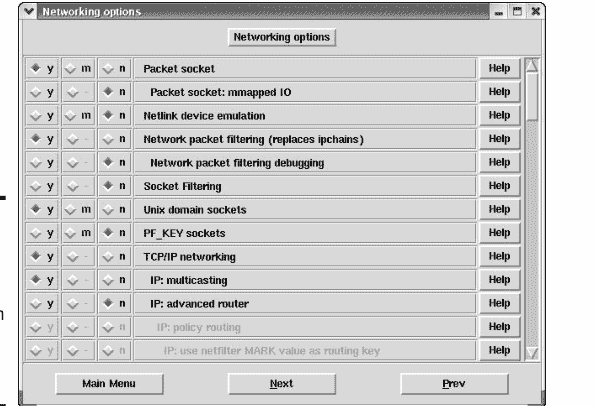 Networking options
Networking options
y m n Packet socket Help
y - n Packet socket: mmapped IO Help
y m n Netlink device emulation Help
y - n Network packet filtering (replaces ipchains) Help
y - n Network packet filtering debugging Help
y - n Socket Filtering Help
y m n Unix domain sockets Help
y m n PF_KEY sockets Help
y - n TCP/IP networking Help
y - n IP: multicasting Help
y - n IP: advanced router Help
y - n IP: policy routing Help
y - n IP: use netfilter MARK value as routing key Help
Main Menu Next Prev